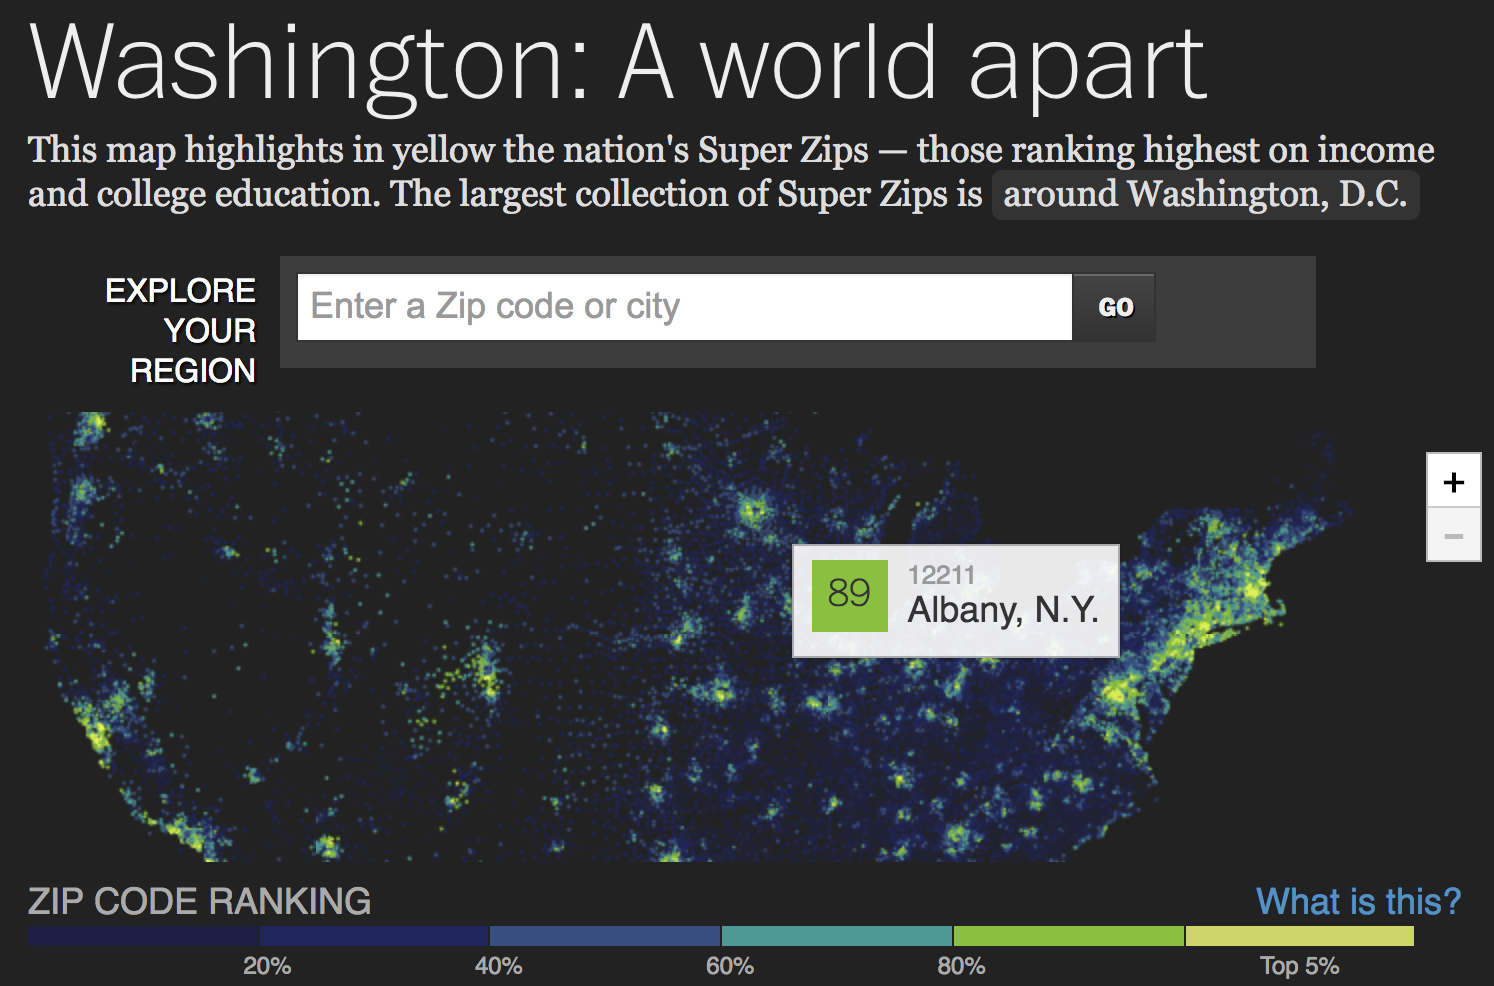 Washington: A world apart
This map highlights in yellow the nation's Super Zips — those ranking highest on income
and college education. The largest collection of Super Zips is around Washington, D.C.
EXPLORE
YOUR
REGION
Enter a Zip code or city
GO
+
−
89
12211
Albany, N.Y.
ZIP CODE RANKING
What is this?
20%
40%
60%
80%
Top 5%